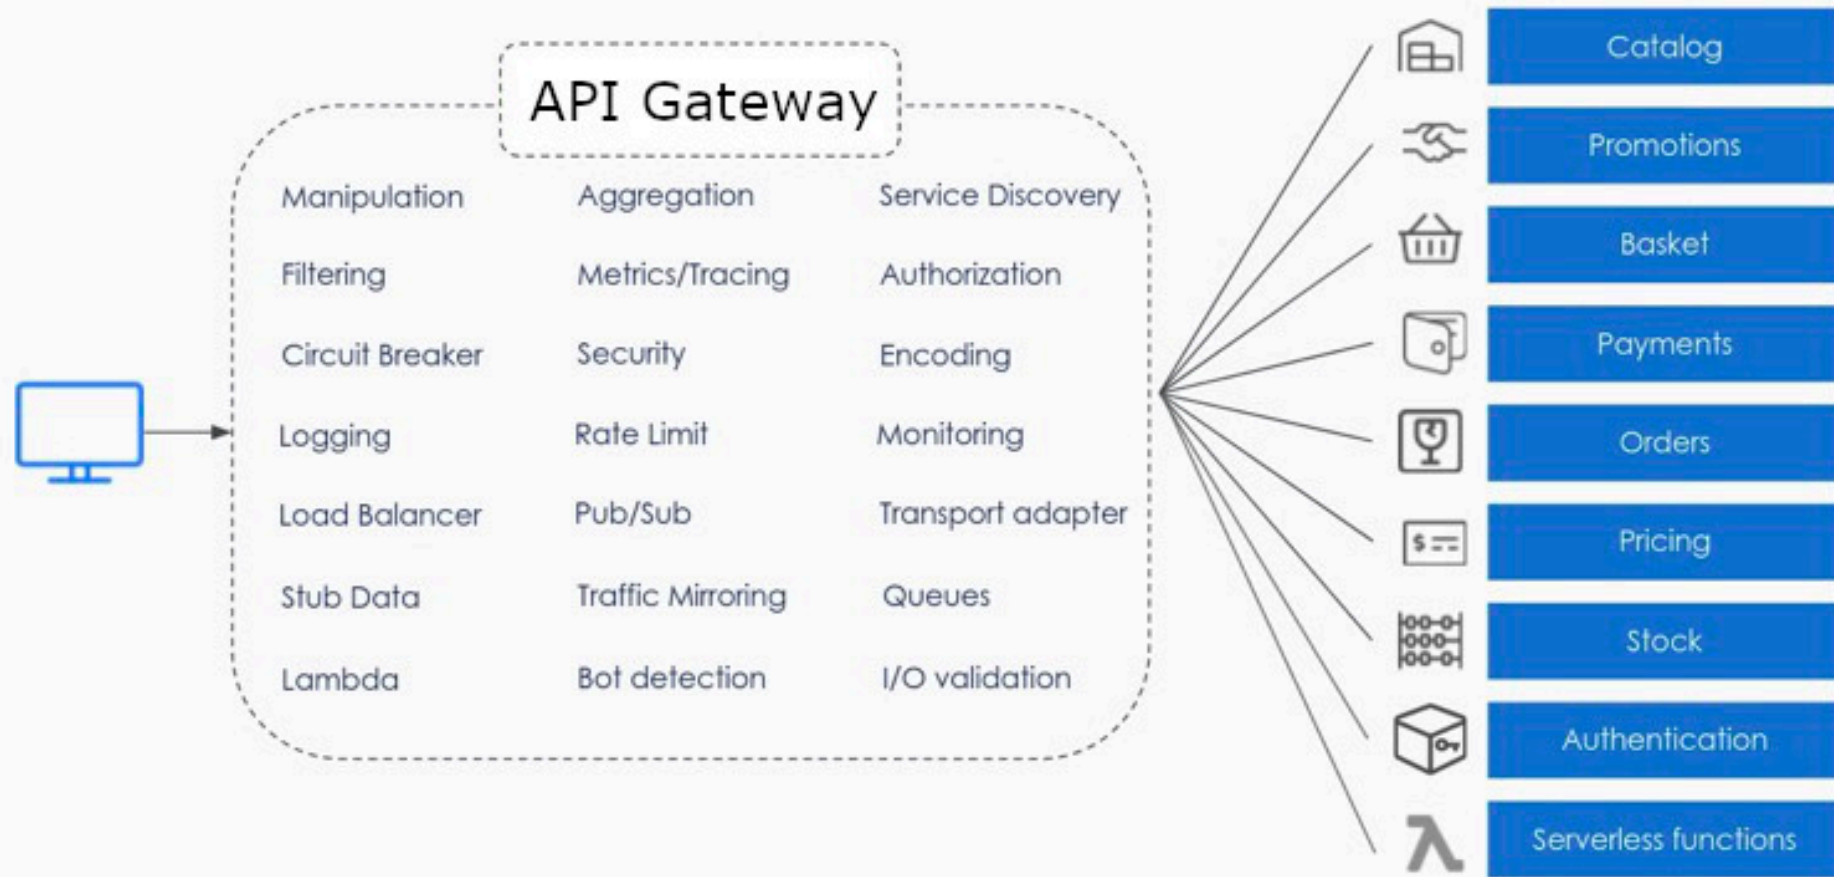 API Gateway
Manipulation
Aggregation
Service Discovery
Filtering
Metrics/Tracing
Authorization
Circuit Breaker
Security
Encoding
Logging
Rate Limit
Monitoring
Load Balancer
Pub/Sub
Transport adapter
Stub Data
Traffic Mirroring
Queues
Lambda
Bot detection
I/O validation
Catalog
Promotions
Basket
Payments
Orders
$
Pricing
Stock
Authentication
λ
Serverless functions